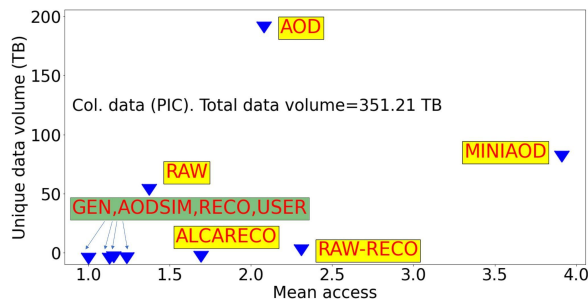 200
AOD
150
Col. data (PIC). Total data volume=351.21 TB
100
MINIAOD
RAW
50
GEN,AODSIM,RECO,USER
ALCARECO
RAW-RECO
0
1.0 1.5 2.0 2.5 3.0 3.5 4.0
Mean access
Unique data volume (TB)